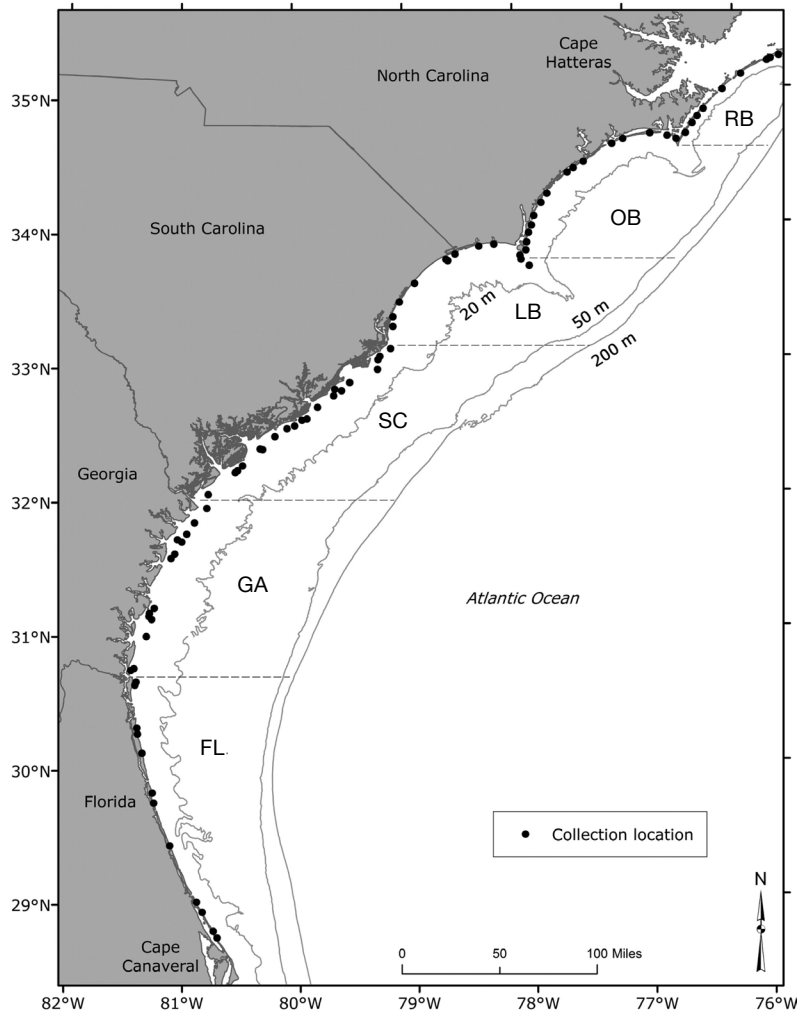 Cape
Hatteras
North Carolina
35°N
RB
OB
South Carolina
34°N
20 m
LB
50 m
200 m
33°N
SC
Georgia
32°N
GA
Atlantic Ocean
31°N
FL
30°N
Florida
Collection location
29°N
N
Cape
Canaveral
0 50 100 Miles
82°W 81°W 80°W 79°W 78°W 77°W 76°W